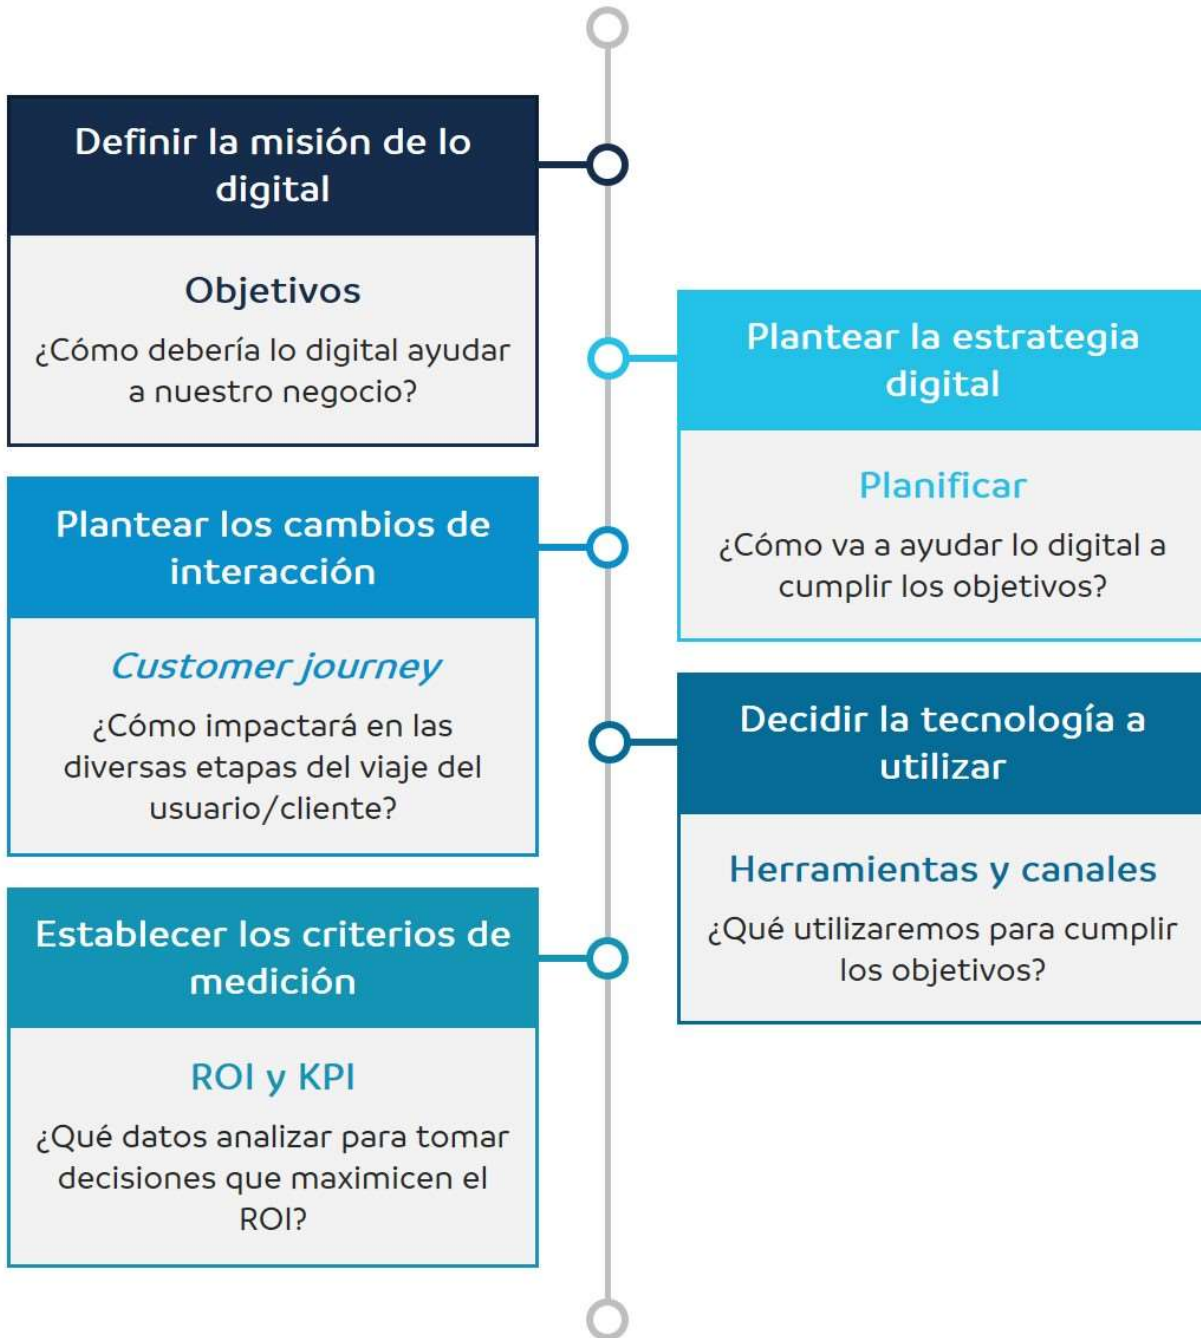 Definir la misión de lo
digital
Objetivos
¿Cómo debería lo digital ayudar
a nuestro negocio?
Plantear la estrategia
digital
Planificar
¿Cómo va a ayudar lo digital a
cumplir los objetivos?
Plantear los cambios de
interacción
Customer journey
¿Cómo impactará en las
diversas etapas del viaje del
usuario/cliente?
Decidir la tecnología a
utilizar
Herramientas y canales
¿Qué utilizaremos para cumplir
los objetivos?
Establecer los criterios de
medición
ROI y KPI
¿Qué datos analizar para tomar
decisiones que maximicen el
ROI?